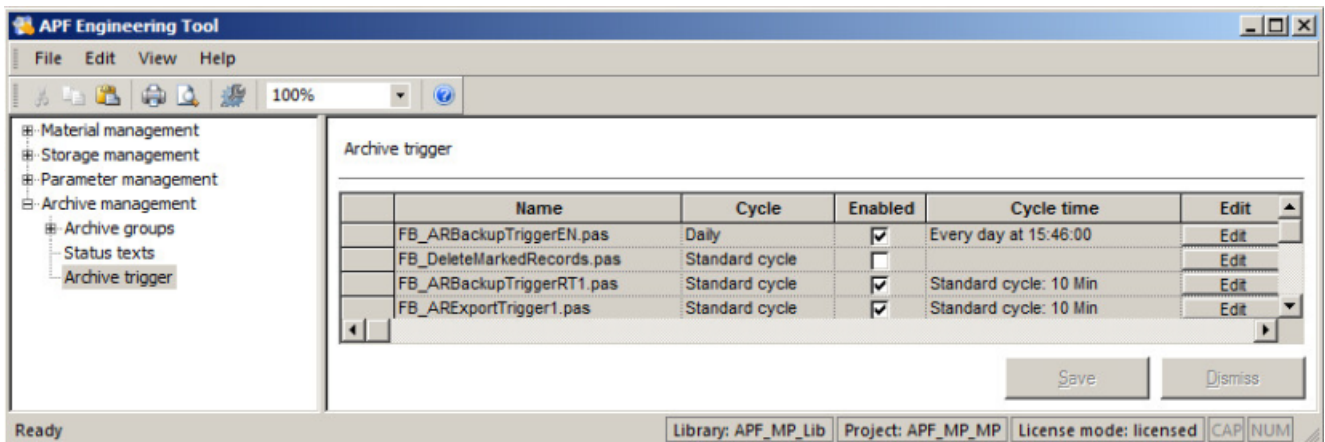 APF Engineering Tool
File Edit View Help
100%
Material management
Storage management
Parameter management
Archive management
Archive groups
Status texts
Archive trigger
Archive trigger
Name Cycle Enabled Cycle time Edit
FB_ARBackupTriggerEN.pas Daily Every day at 15:46:00 Edit
FB_DeleteMarkedRecords.pas Standard cycle Edit
FB_ARBackupTriggerRT1.pas Standard cycle Standard cycle: 10 Min Edit
FB_ARExportTrigger1.pas Standard cycle Standard cycle: 10 Min Edit
Save Dismiss
Ready Library: APF_MP_Lib Project: APF_MP_MP License mode: licensed CAP NUM